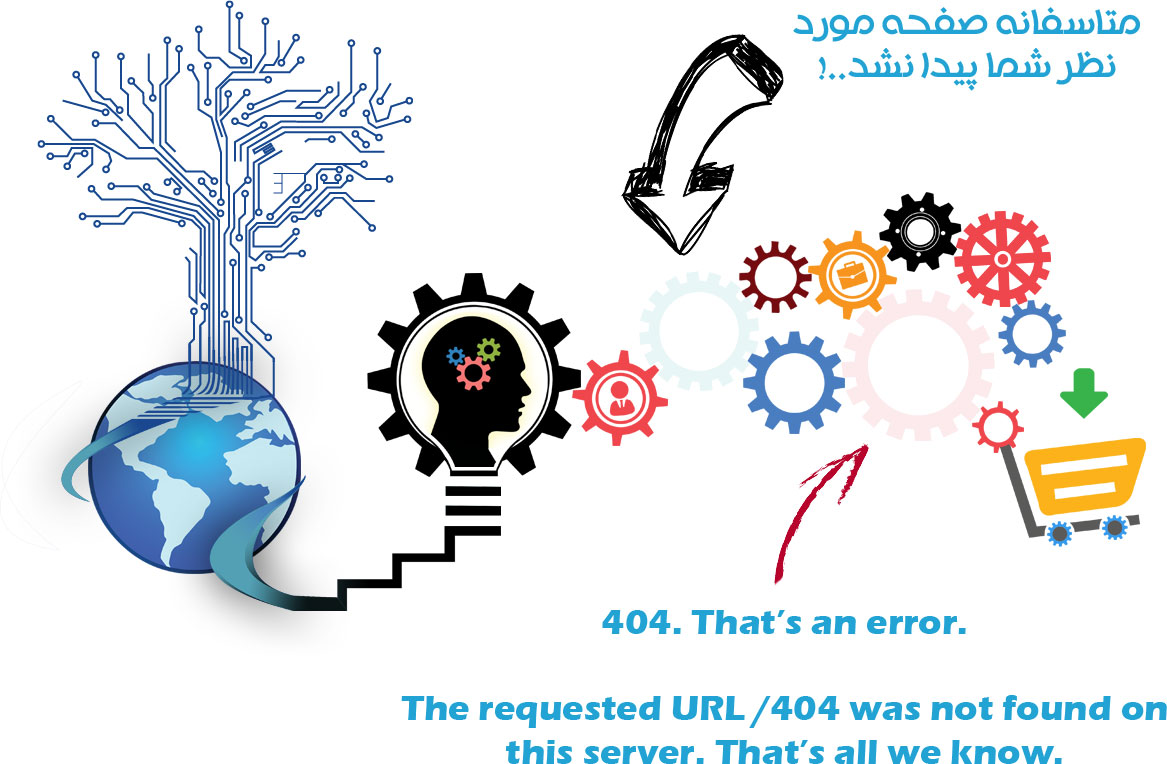 متاسفانه صفحه مورد
نظر شما پیدا نشد..؛
404. That's an error.
The requested URL /404 was not found on
this server. That's all we know.